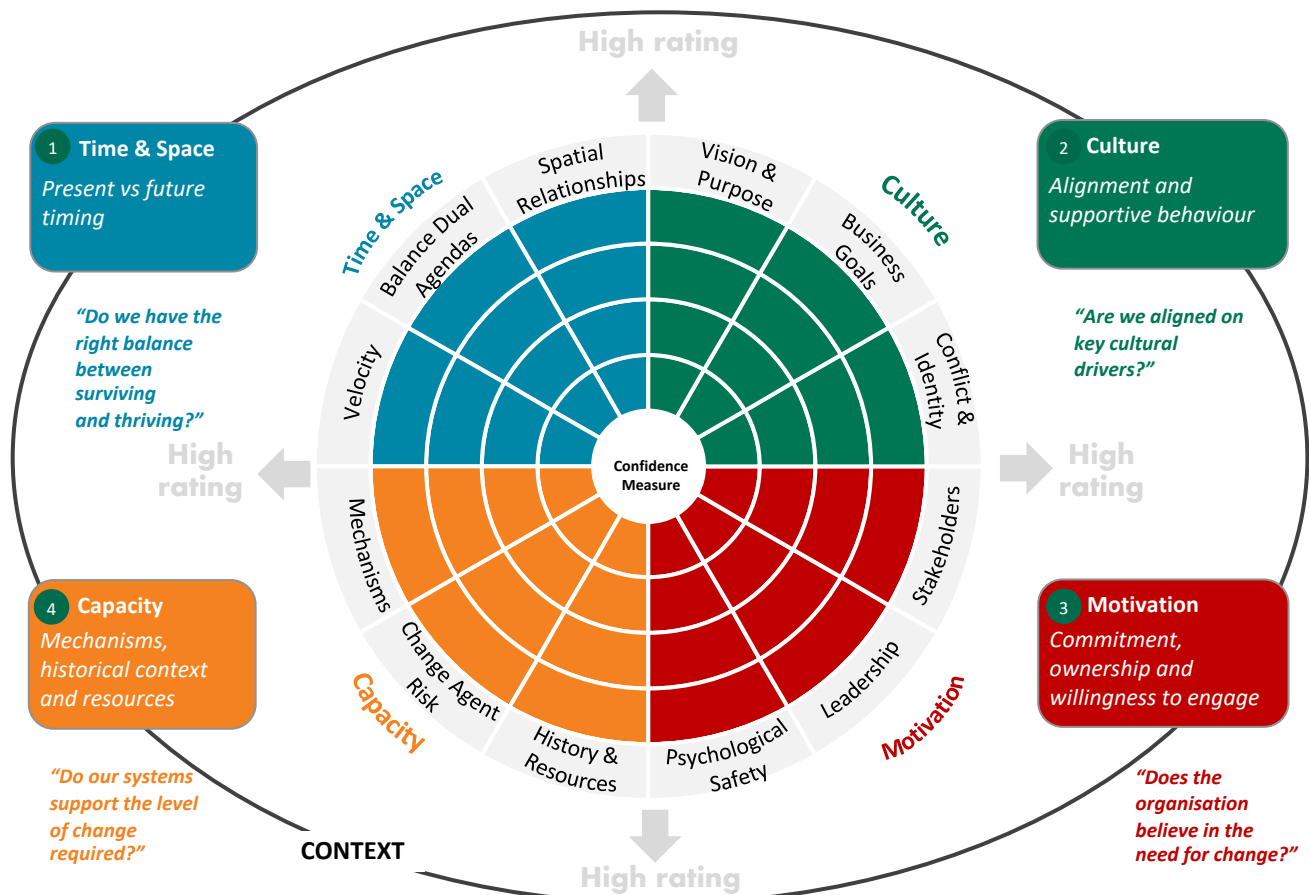 High rating
1 Time & Space
Present vs future
timing
2 Culture
Alignment and
supportive behaviour
Time & Space
Culture
Spatial
Relationships
Vision &
Purpose
Balance Dual
Agendas
Business
Goals
Velocity
Conflict &
Identity
“Do we have the
right balance
between
surviving
and thriving?”
“Are we aligned on
key cultural
drivers?”
High
rating
Confidence
Measure
High
rating
Mechanisms
Stakeholders
4 Capacity
Mechanisms,
historical context
and resources
3 Motivation
Commitment,
ownership and
willingness to engage
Change Agent
Risk
Leadership
Capacity
Motivation
History &
Resources
Psychological
Safety
“Do our systems
support the level
of change
required?”
“Does the
organisation
believe in the
need for change?”
CONTEXT
High rating